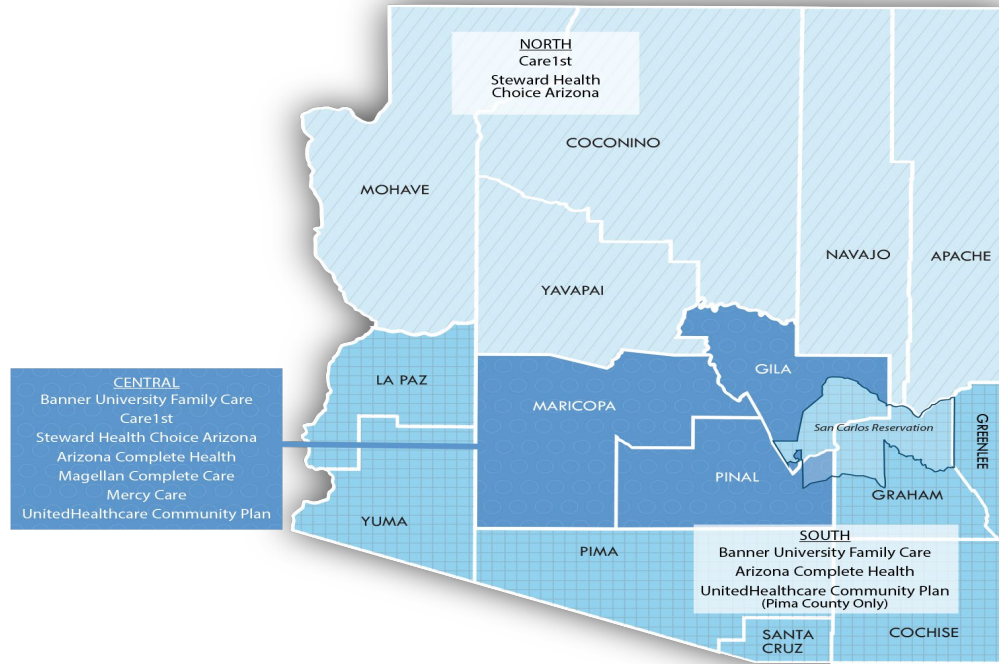 NORTH
Care1st
Steward Health
Choice Arizona
COCONINO
MOHAVE
NAVAJO
APACHE
YAVAPAI
GILA
LA PAZ
MARICOPA
San Carlos Reservation
GREENLEE
PINAL
GRAHAM
YUMA
PIMA
CENTRAL
Banner University Family Care
Care1st
Steward Health Choice Arizona
Arizona Complete Health
Magellan Complete Care
Mercy Care
UnitedHealthcare Community Plan
SOUTH
Banner University Family Care
Arizona Complete Health
UnitedHealthcare Community Plan
(Pima County Only)
SANTA
CRUZ
COCHISE